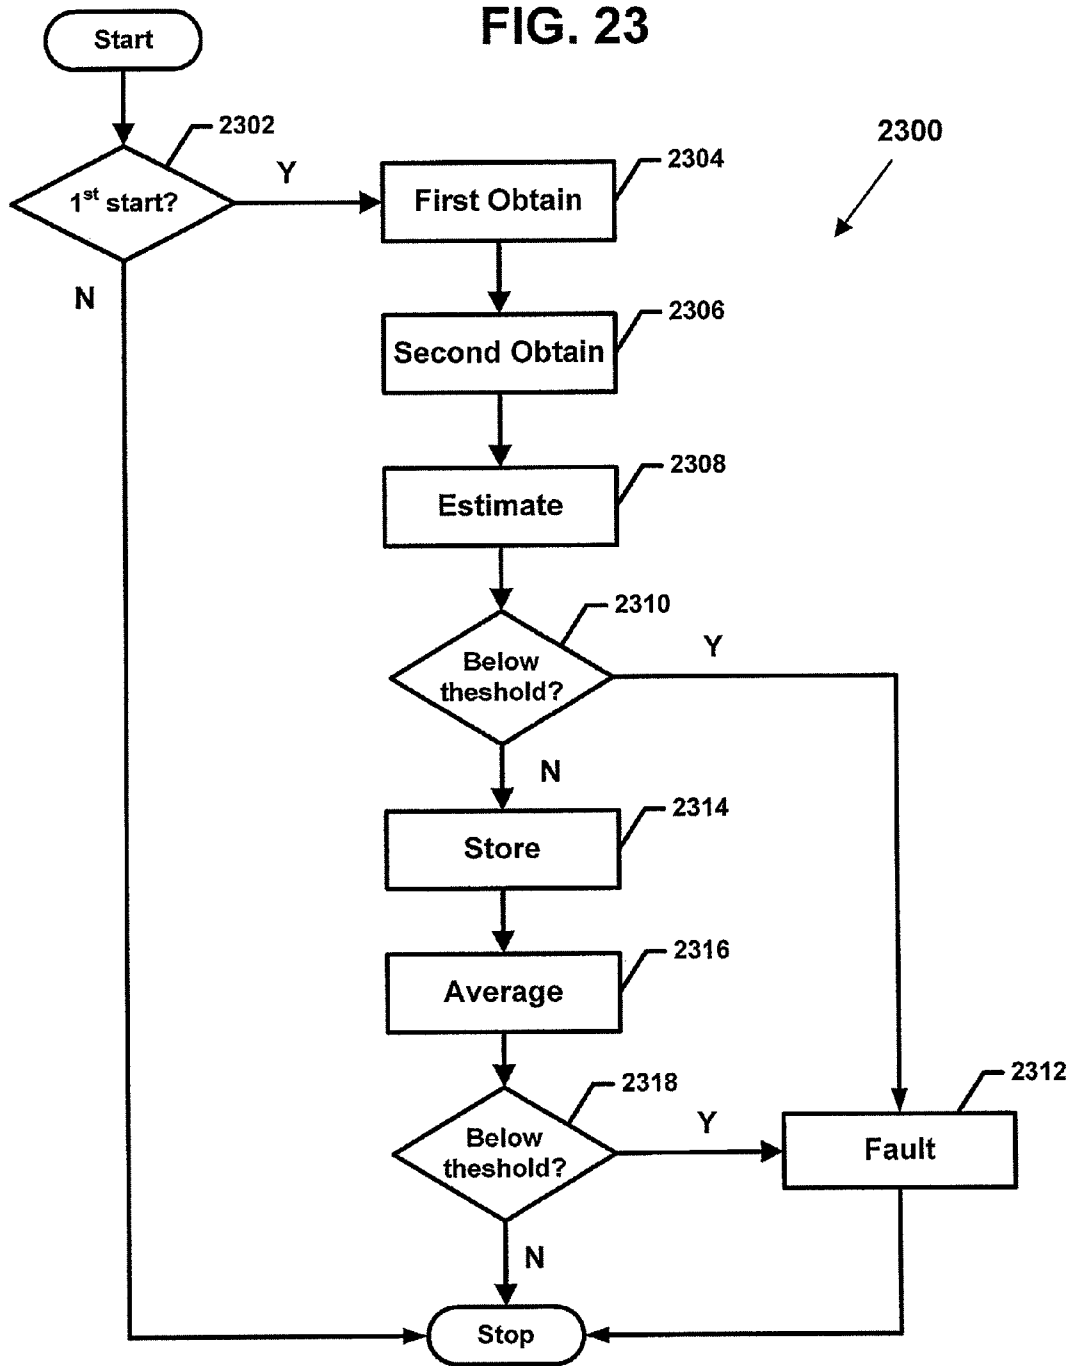 FIG. 23
Start
2302
2300
1st start?
Y
2304
First Obtain
N
2306
Second Obtain
2308
Estimate
2310
Below
theshold?
Y
N
2314
Store
2316
Average
2318
2312
Below
theshold?
Y
Fault
N
Stop